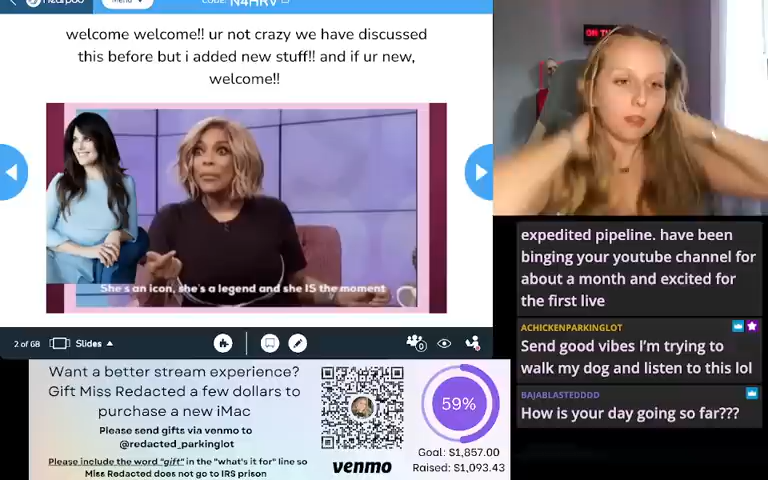 Menu
CODE: N4HRV
welcome welcome!! ur not crazy we have discussed
this before but i added new stuff!! and if ur new,
welcome!!
She's an icon, she's a legend and she IS the moment
2 of 68
Slides
0
ON
expedited pipeline. have been
binging your youtube channel for
about a month and excited for
the first live
ACHICKENPARKINGLOT
Send good vibes I'm trying to
walk my dog and listen to this lol
BAJABLASTEDDDD
How is your day going so far???
Want a better stream experience?
Gift Miss Redacted a few dollars to
purchase a new iMac
Please send gifts via venmo to
@redacted_parkinglot
Please include the word "gift" in the "what's it for" line so
Miss Redacted does not go to IRS prison
venmo
59%
Goal: $1,857.00
Raised: $1,093.43